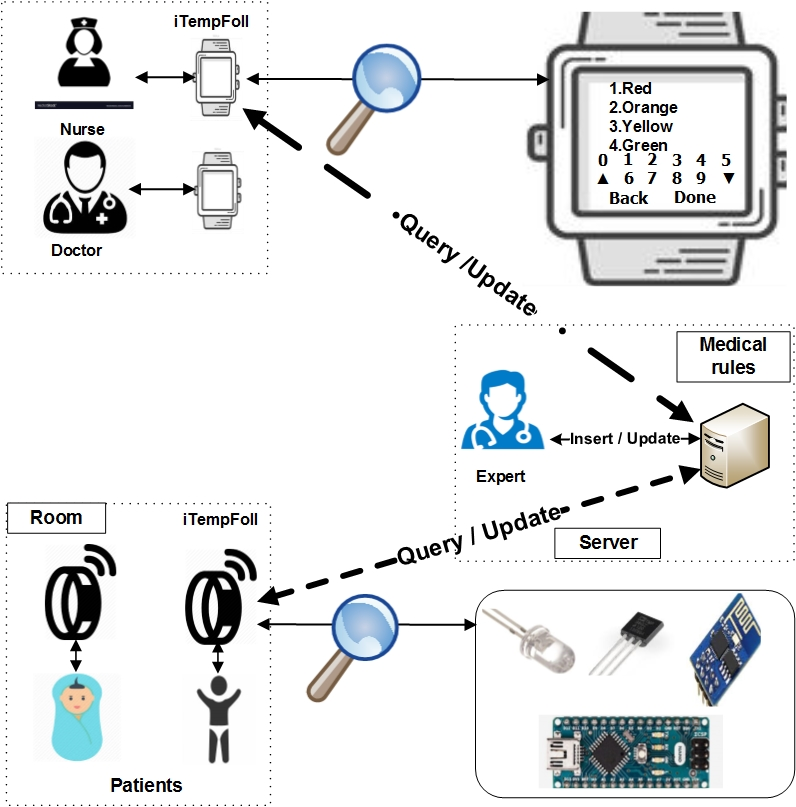 iTempFoll
Nurse
Doctor
1.Red
2.Orange
3.Yellow
4.Green
0 1 2 3 4 5
▲ 6 7 8 9 ▼
Back Done
•Query /Update
Medical
rules
Insert / Update
Expert
Server
Query / Update
Room
iTempFoll
Patients